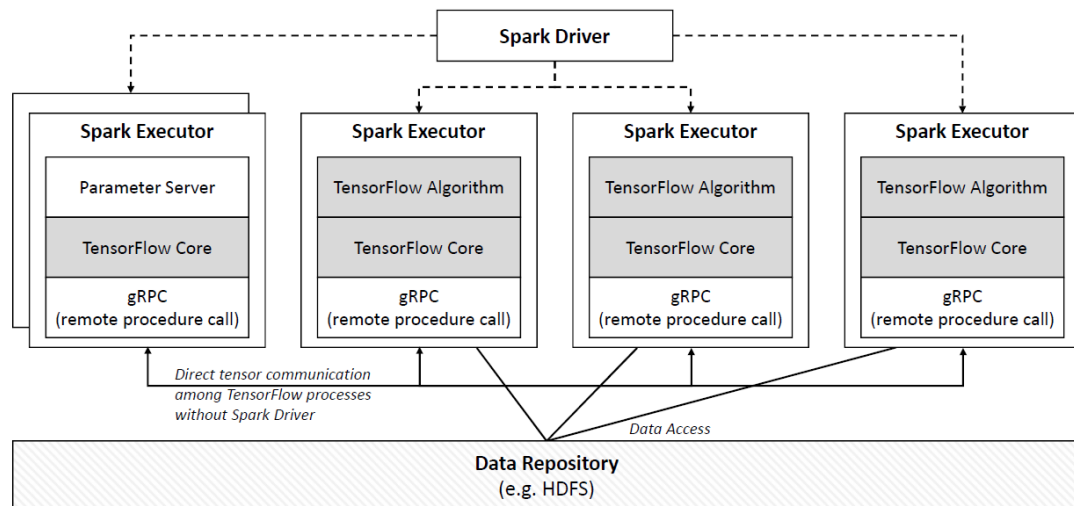 Spark Driver
Spark Executor
Parameter Server
TensorFlow Core
gRPC
(remote procedure call)
Spark Executor
TensorFlow Algorithm
TensorFlow Core
gRPC
(remote procedure call)
Spark Executor
TensorFlow Algorithm
TensorFlow Core
gRPC
(remote procedure call)
Spark Executor
TensorFlow Algorithm
TensorFlow Core
gRPC
(remote procedure call)
Direct tensor communication
among TensorFlow processes
without Spark Driver
Data Access
Data Repository
(e.g. HDFS)